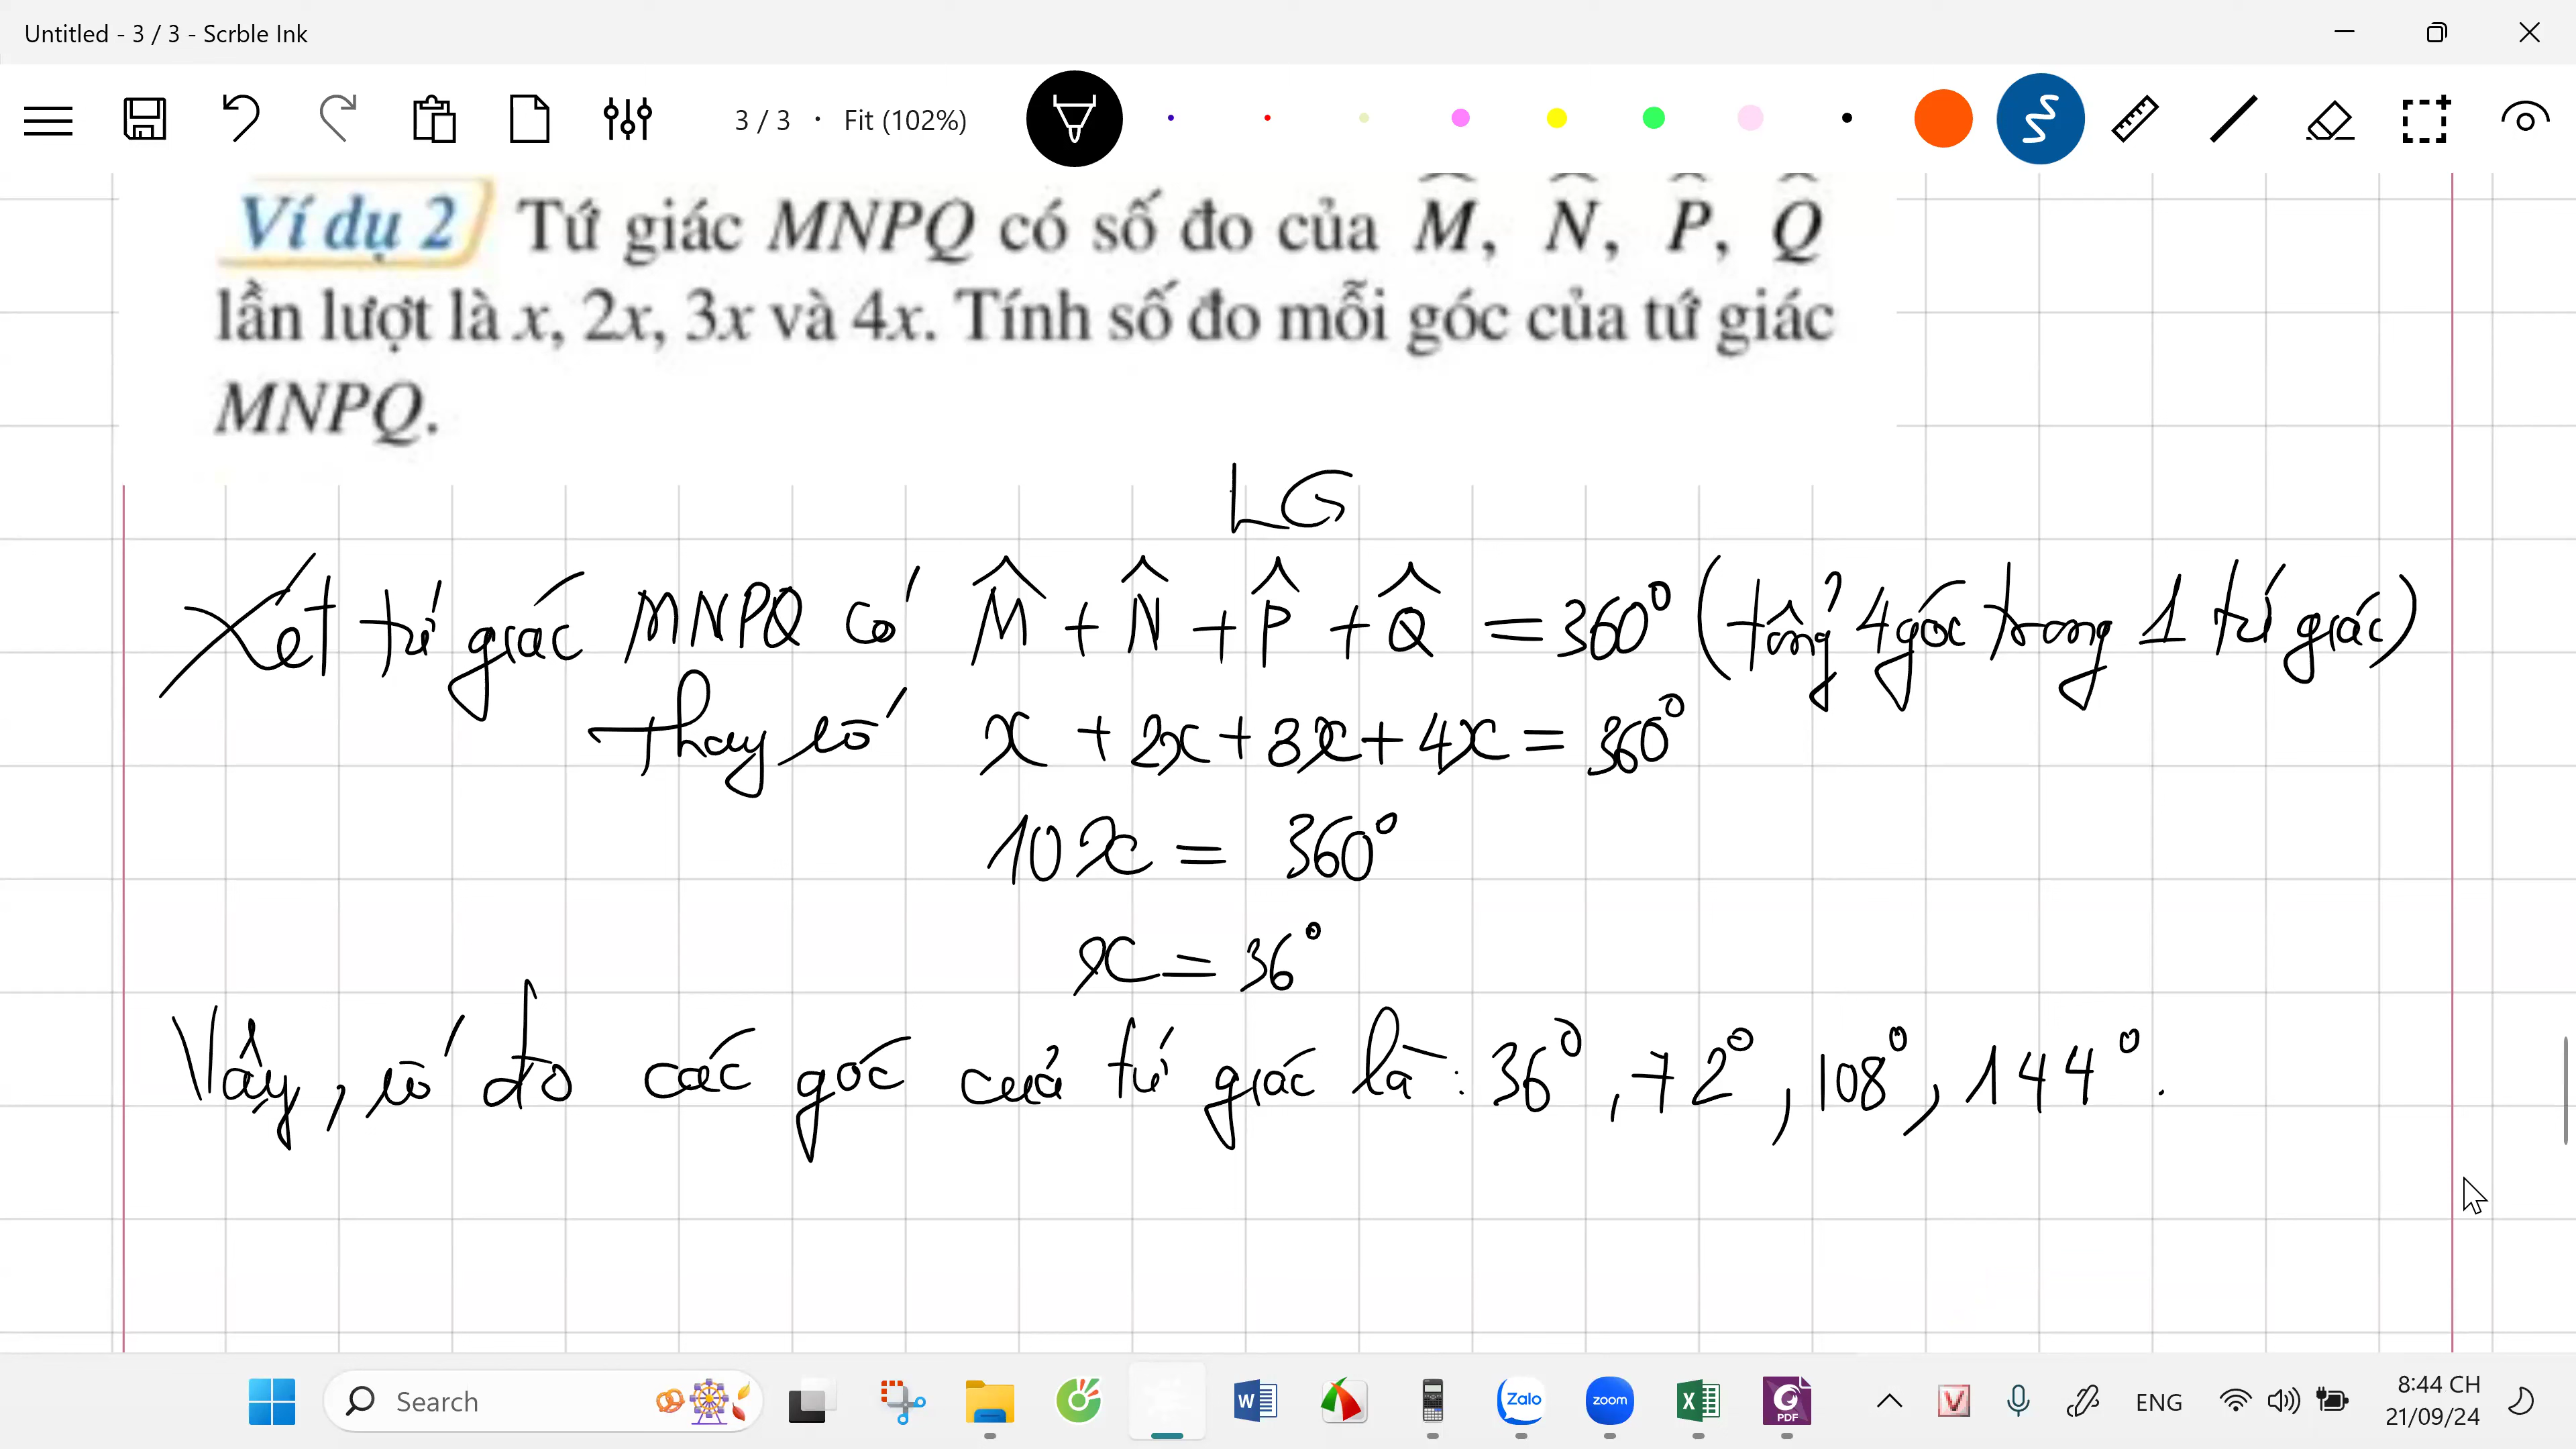 Untitled - 3 / 3 - Scrble Ink
3 / 3 · Fit (102%)
Ví dụ 2 Tứ giác MNPQ có số đo của M̂, N̂, P̂, Q̂
lần lượt là x, 2x, 3x và 4x. Tính số đo mỗi góc của tứ giác
MNPQ.
LG
Xét tứ giác MNPQ có M̂ + N̂ + P̂ + Q̂ = 360° (tổng 4 góc trong 1 tứ giác)
Thay số x + 2x + 3x + 4x = 360°
10x = 360°
x = 36°
Vậy, số đo các góc của tứ giác là: 36°, 72°, 108°, 144°.
Search
W
Zalo
zoom
X
PDF
V
ENG
8:44 CH
21/09/24